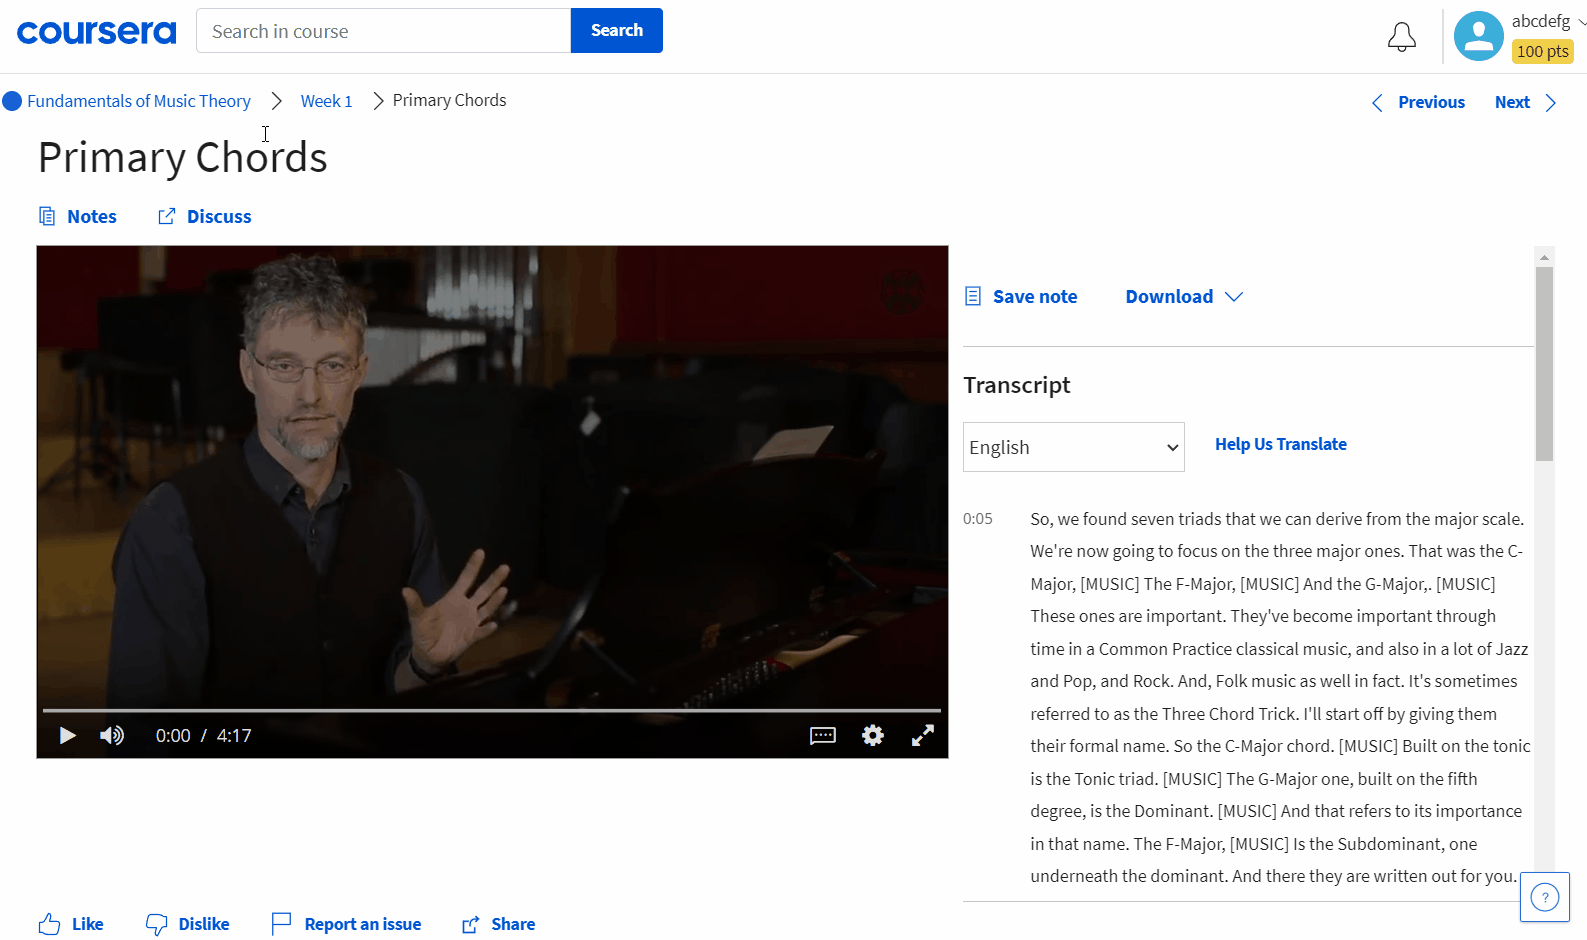 coursera
Search in course
Search
abcdefg
100 pts
Fundamentals of Music Theory
Week 1
Primary Chords
Previous
Next
Primary Chords
Notes
Discuss
Save note
Download
Transcript
English
Help Us Translate
0:05
So, we found seven triads that we can derive from the major scale.
We're now going to focus on the three major ones. That was the C-
Major, [MUSIC] The F-Major, [MUSIC] And the G-Major,. [MUSIC]
These ones are important. They've become important through
time in a Common Practice classical music, and also in a lot of Jazz
and Pop, and Rock. And, Folk music as well in fact. It's sometimes
referred to as the Three Chord Trick. I'll start off by giving them
their formal name. So the C-Major chord. [MUSIC] Built on the tonic
is the Tonic triad. [MUSIC] The G-Major one, built on the fifth
degree, is the Dominant. [MUSIC] And that refers to its importance
in that name. The F-Major, [MUSIC] Is the Subdominant, one
underneath the dominant. And there they are written out for you.
0:00 / 4:17
?
Like
Dislike
Report an issue
Share